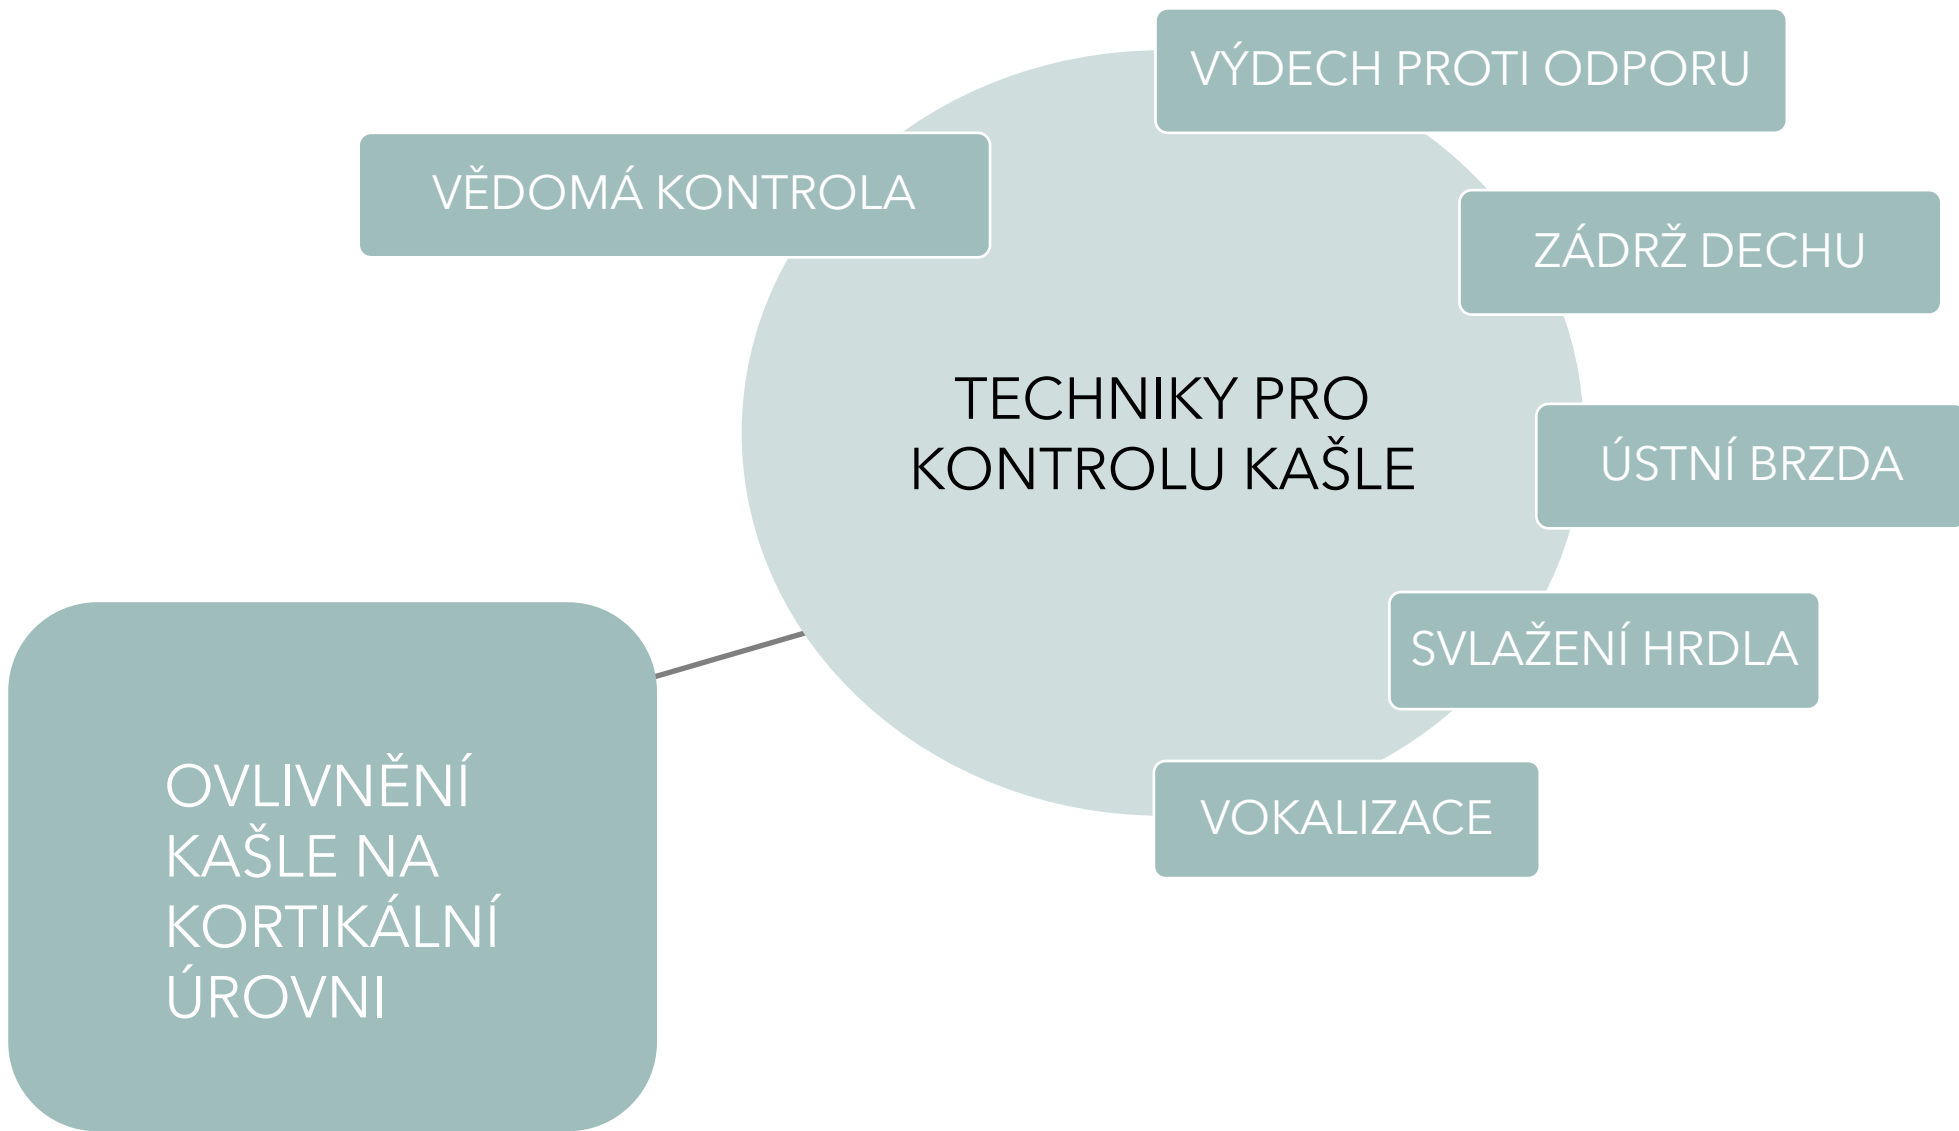 VÝDECH PROTI ODPORU
VĚDOMÁ KONTROLA
ZÁDRŽ DECHU
TECHNIKY PRO
KONTROLU KAŠLE
ÚSTNÍ BRZDA
SVLAŽENÍ HRDLA
VOKALIZACE
OVLIVNĚNÍ
KAŠLE NA
KORTIKÁLNÍ
ÚROVNI